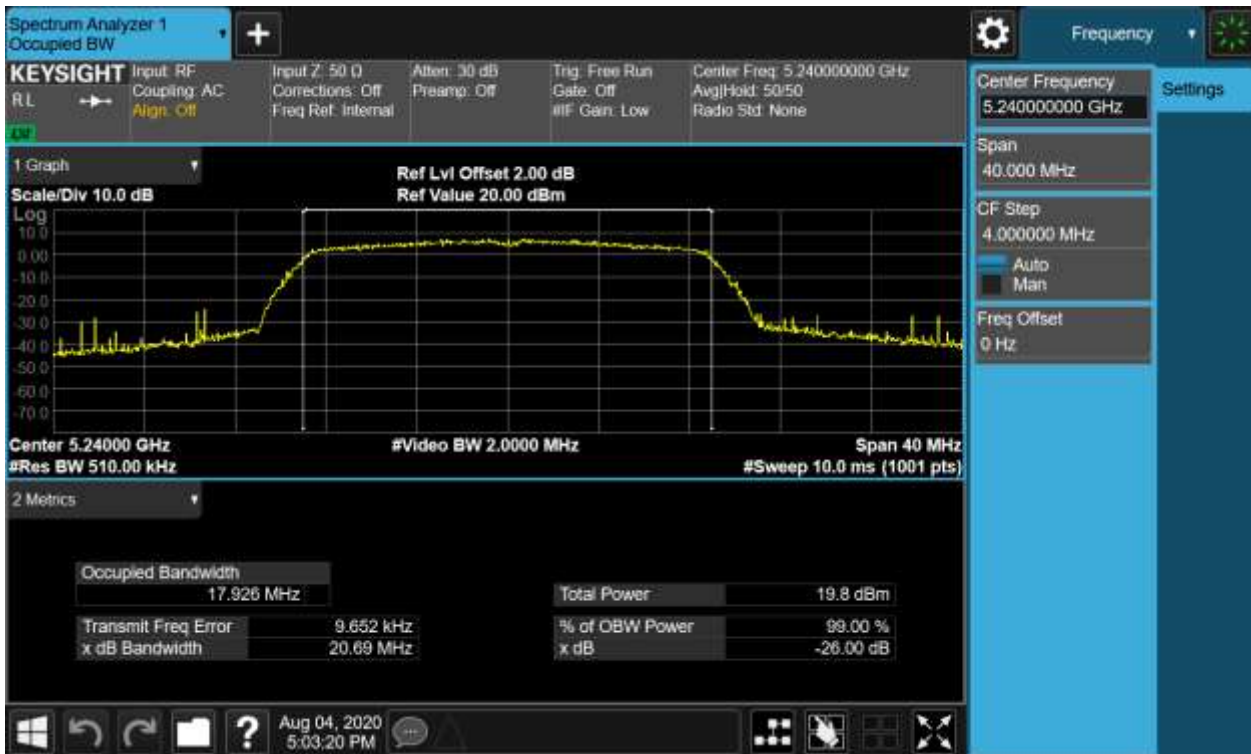 Spectrum Analyzer 1
Occupied BW
Frequency
KEYSIGHT
RL
Input: RF
Coupling: AC
Align: Off
Input Z: 50 Ω
Corrections: Off
Freq Ref: Internal
Atten: 30 dB
Preamp: Off
Trig: Free Run
Gate: Off
#IF Gain: Low
Center Freq: 5.240000000 GHz
Avg|Hold: 50/50
Radio Std: None
Center Frequency
5.240000000 GHz
Settings
Span
40.000 MHz
CF Step
4.000000 MHz
Auto
Man
Freq Offset
0 Hz
1 Graph
Scale/Div 10.0 dB
Ref Lvl Offset 2.00 dB
Ref Value 20.00 dBm
Log
10.0
0.00
-10.0
-20.0
-30.0
-40.0
-50.0
-60.0
-70.0
Center 5.24000 GHz
#Video BW 2.0000 MHz
Span 40 MHz
#Res BW 510.00 kHz
#Sweep 10.0 ms (1001 pts)
2 Metrics
Occupied Bandwidth
17.926 MHz
Total Power 19.8 dBm
Transmit Freq Error 9.652 kHz
% of OBW Power 99.00 %
x dB Bandwidth 20.69 MHz
x dB -26.00 dB
Aug 04, 2020
5:03:20 PM